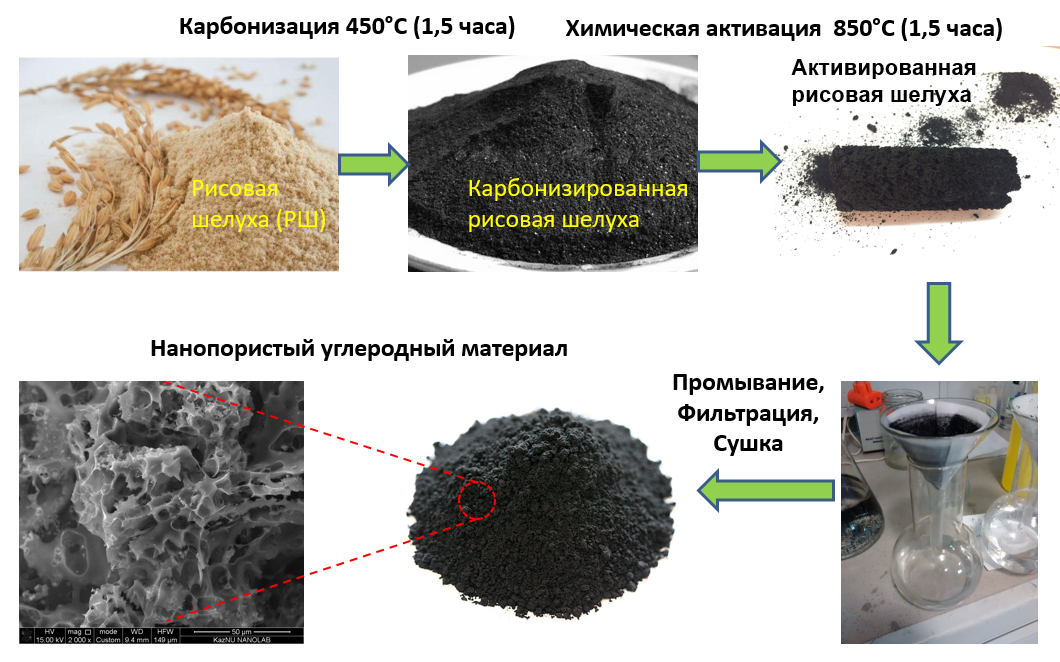 Карбонизация 450°С (1,5 часа)
Химическая активация 850°С (1,5 часа)
Активированная
рисовая шелуха
Рисовая
шелуха (РШ)
Карбонизированная
рисовая шелуха
Нанопористый углеродный материал
Промывание,
Фильтрация,
Сушка
HV mag □ mode WD HFW 50 µm
15.00 kV 2 000 x Custom 9.4 mm 149 µm KazNU NANOLAB